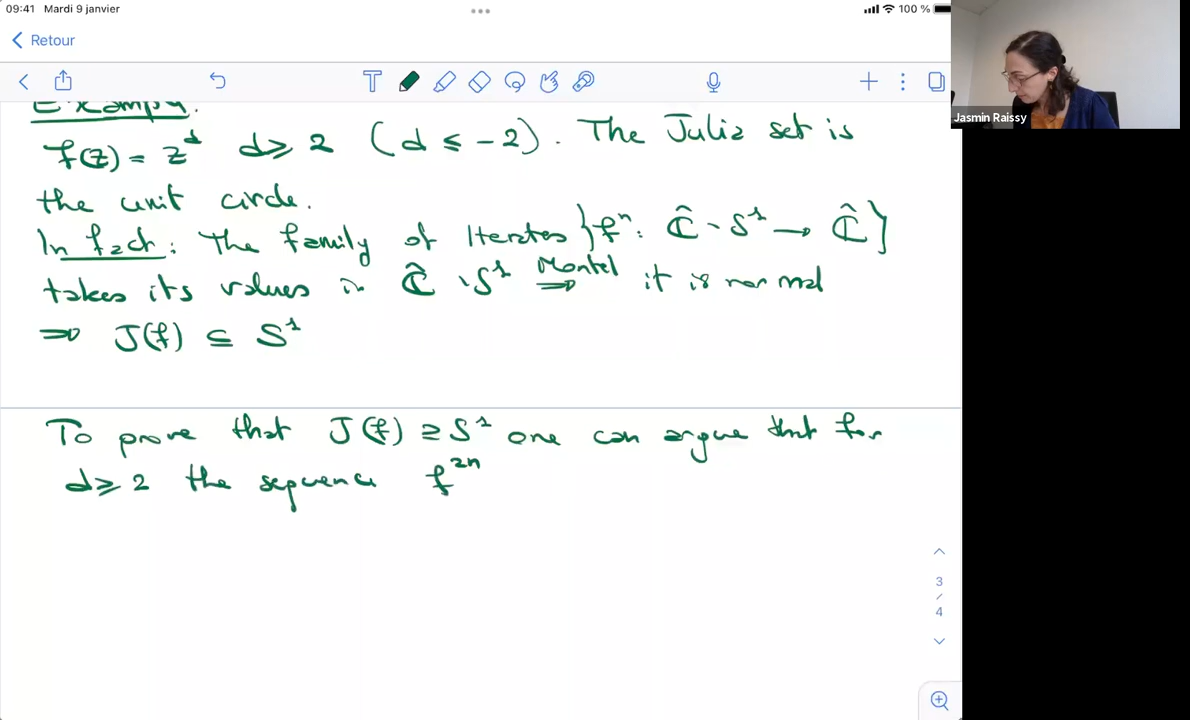 09:41 Mardi 9 janvier
100 %
Retour
Jasmin Raissy
Example.
f(z) = z^d d ⩾ 2 (d ≤ -2). The Julia set is
the unit circle.
In fact: The family of Iterates {f^n: Ĉ \ S^1 → Ĉ}
takes its values in Ĉ \ S^1 ⇒ Montel it is normal
⇒ J(f) ⊆ S^1
To prove that J(f) ⊇ S^1 one can argue that for
d ⩾ 2 the sequence f^2n
3
/
4